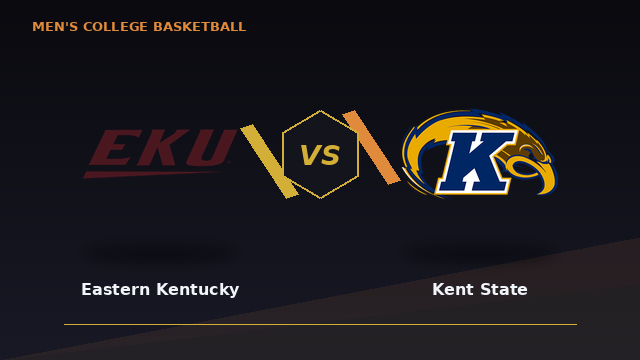 MEN'S COLLEGE BASKETBALL
EKU
VS
K
Eastern Kentucky
Kent State